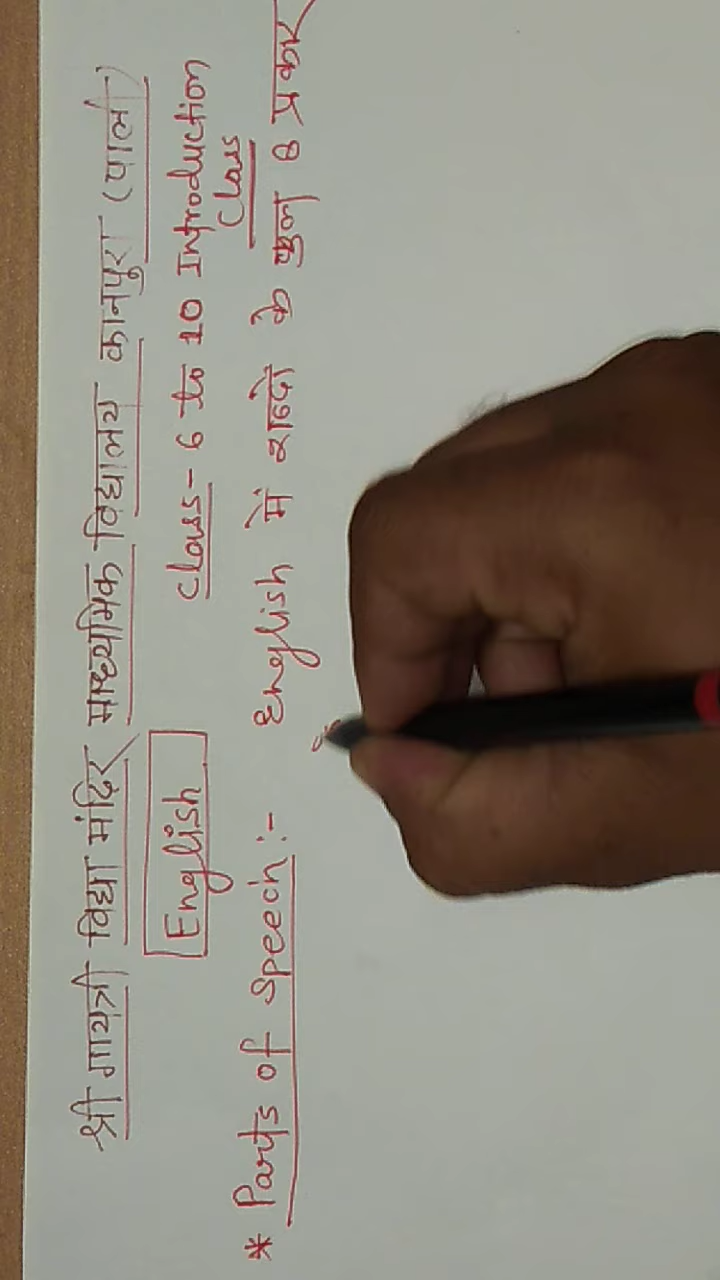 श्री गायत्री विद्या मंदिर माध्यमिक विद्यालय कानपुरा (पाली)
English Class - 6 to 10 Introduction
Class
* Parts of Speech :- English में शब्दो के कुल 8 प्रकार